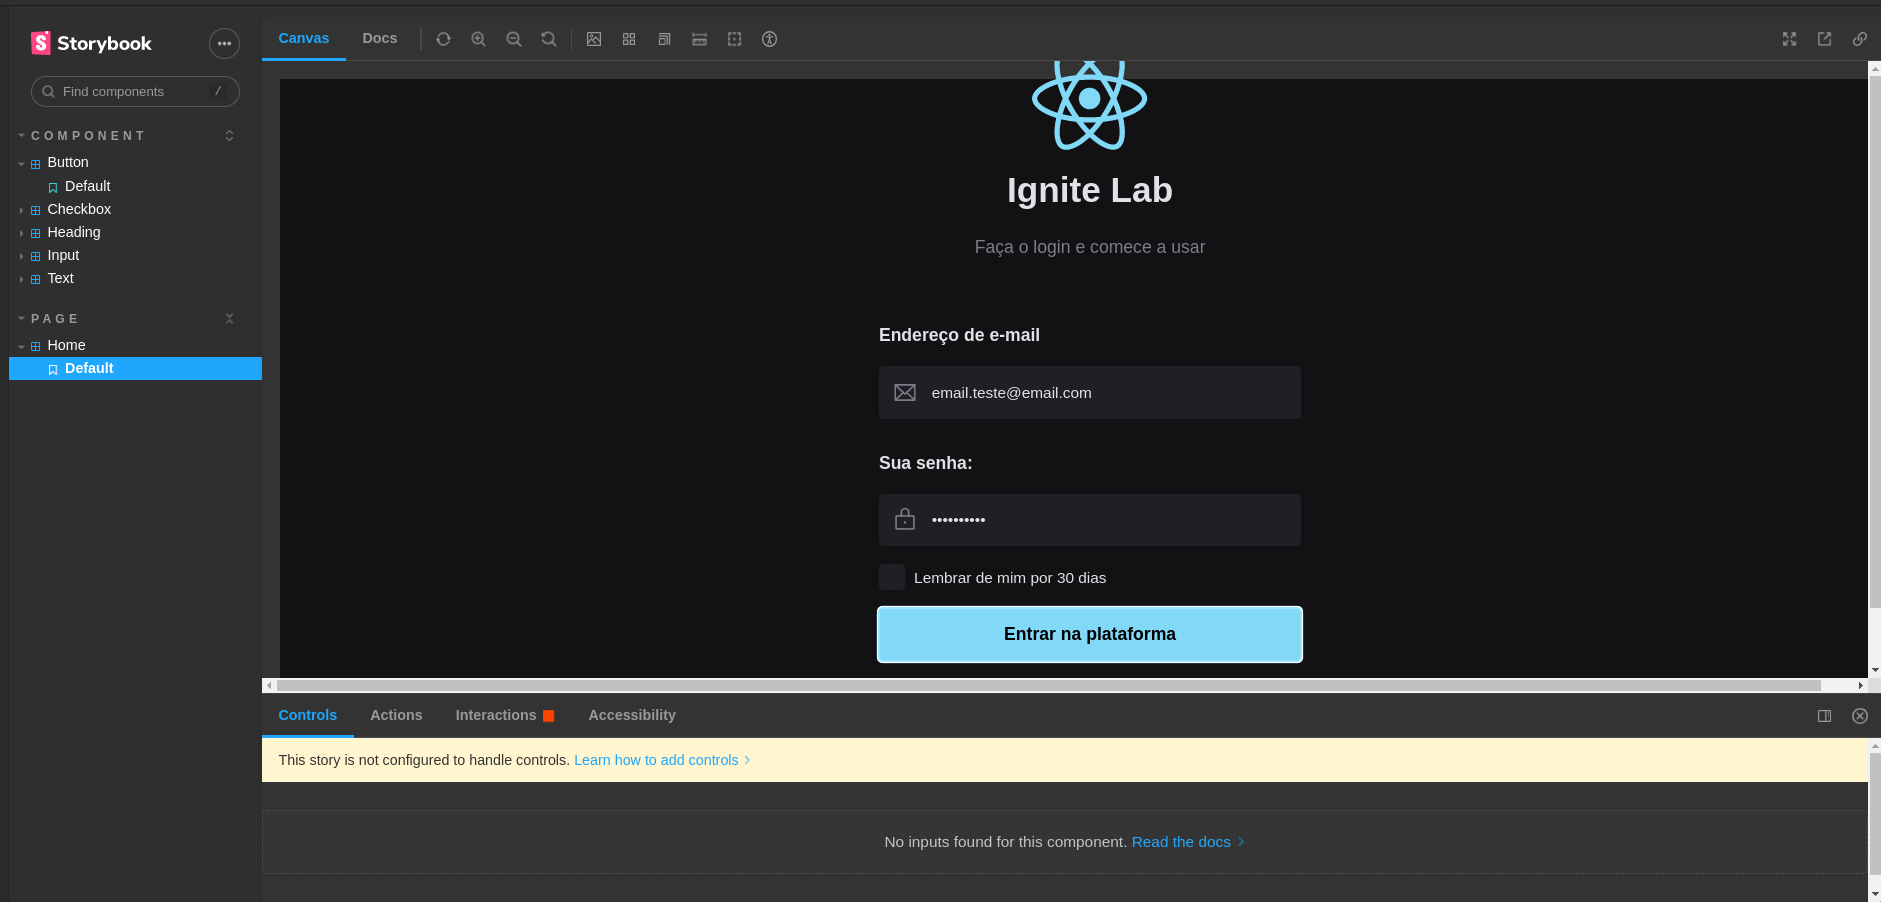 Storybook
Find components
/
COMPONENT
Button
Default
Checkbox
Heading
Input
Text
PAGE
Home
Default
Canvas Docs
Ignite Lab
Faça o login e comece a usar
Endereço de e-mail
email.teste@email.com
Sua senha:
••••••••••
Lembrar de mim por 30 dias
Entrar na plataforma
Controls Actions Interactions Accessibility
This story is not configured to handle controls. Learn how to add controls
No inputs found for this component. Read the docs